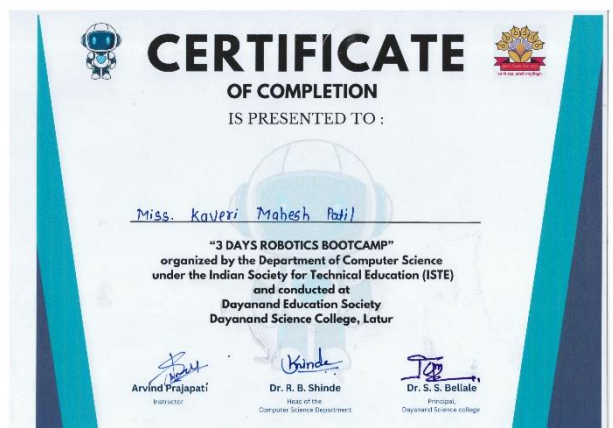 CERTIFICATE
OF COMPLETION
IS PRESENTED TO :
Miss. Kaveri Mahesh Patil
“3 DAYS ROBOTICS BOOTCAMP”
organized by the Department of Computer Science
under the Indian Society for Technical Education (ISTE)
and conducted at
Dayanand Education Society
Dayanand Science College, Latur
Arvind Prajapati
Instructor
Dr. R. B. Shinde
Head of the
Computer Science Department
Dr. S. S. Bellale
Principal,
Dayanand Science college